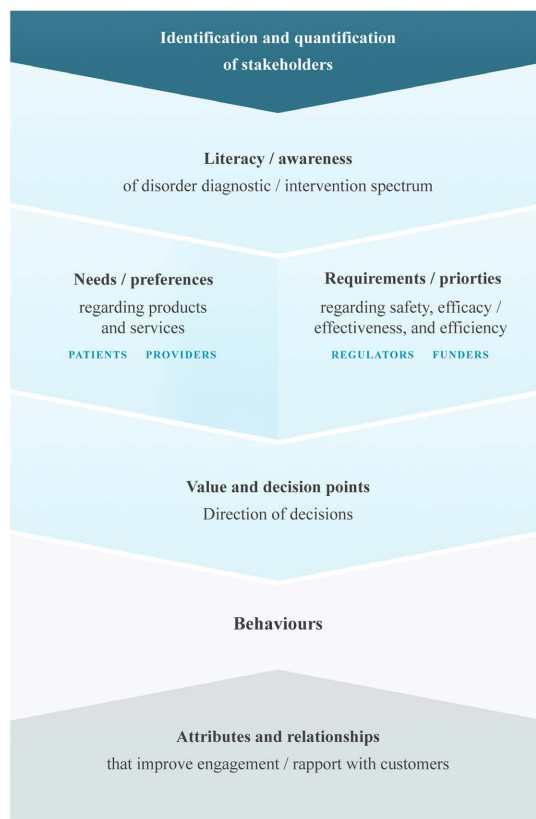 Identification and quantification
of stakeholders
Literacy / awareness
of disorder diagnostic / intervention spectrum
Needs / preferences
regarding products
and services
PATIENTS PROVIDERS
Requirements / priorties
regarding safety, efficacy /
effectiveness, and efficiency
REGULATORS FUNDERS
Value and decision points
Direction of decisions
Behaviours
Attributes and relationships
that improve engagement / rapport with customers